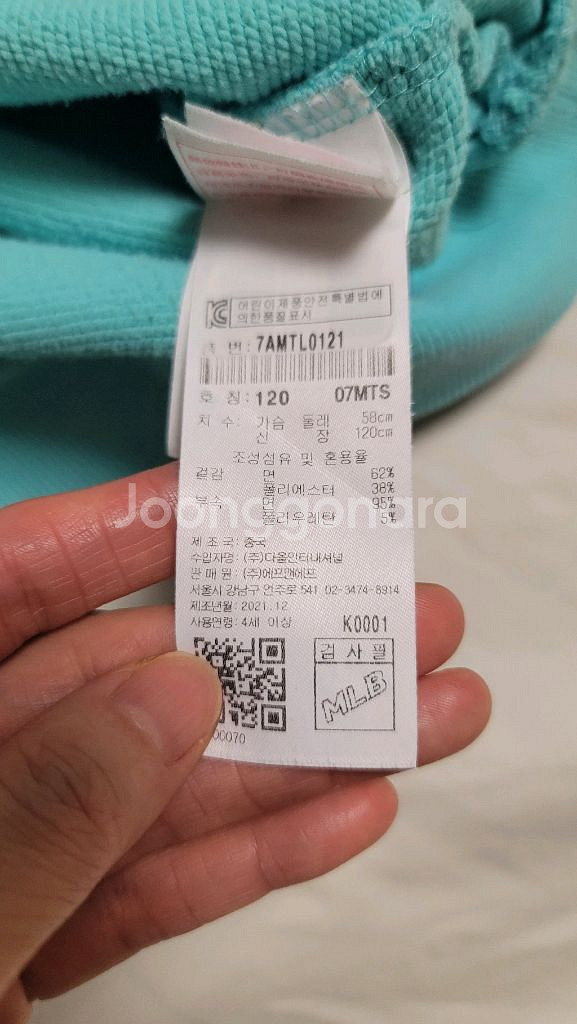 KC 어린이제품안전특별법에
의한품질표시
품 번: 7AMTL0121
호 칭: 120 07MTS
치 수: 가슴 둘레 58cm
신 장 120cm
조성섬유 및 혼용율
겉감 면 62%
폴리에스터 38%
부속 면 95%
폴리우레탄 5%
Joonggonara
제 조 국: 중국
수입자명: (주)다올인터내셔널
판 매 원: (주)에프앤에프
서울시 강남구 언주로 541 02-3474-8914
제조년월: 2021.12
사용연령: 4세 이상 K0001
검 사 필
MLB
00070